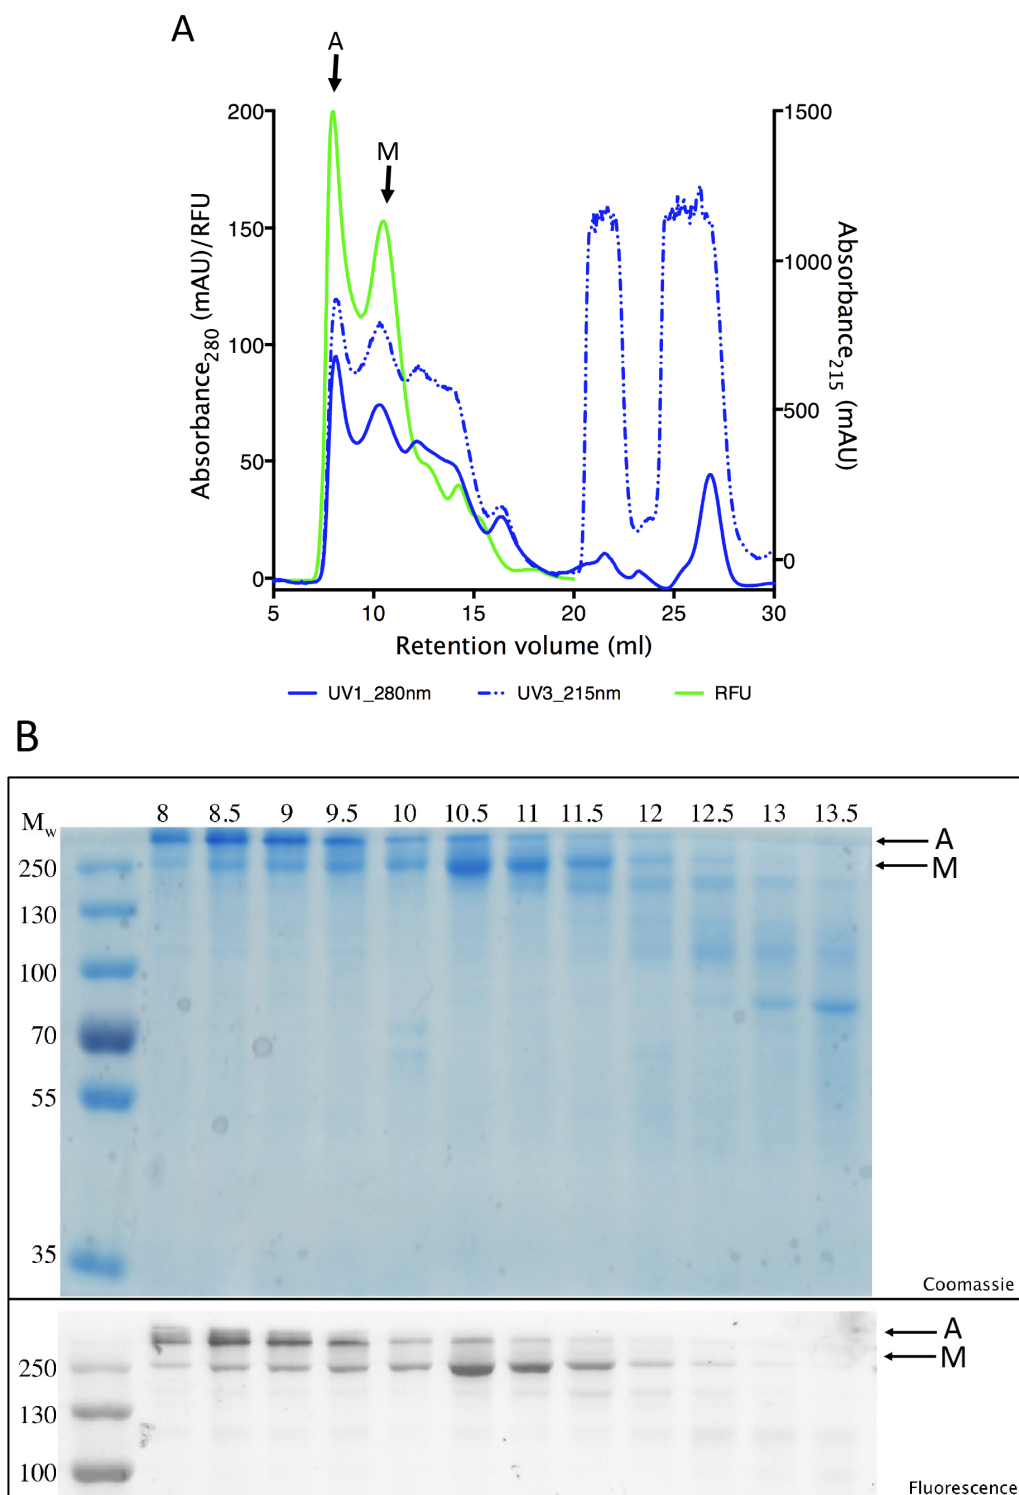 A
A
M
200
150
100
50
0
1500
1000
500
0
Absorbance280 (mAU)/RFU
Absorbance215 (mAU)
5 10 15 20 25 30
Retention volume (ml)
UV1_280nm UV3_215nm RFU
B
Mw 8 8.5 9 9.5 10 10.5 11 11.5 12 12.5 13 13.5
A
250 M
130
100
70
55
35
Coomassie
A
250 M
130
100
Fluorescence